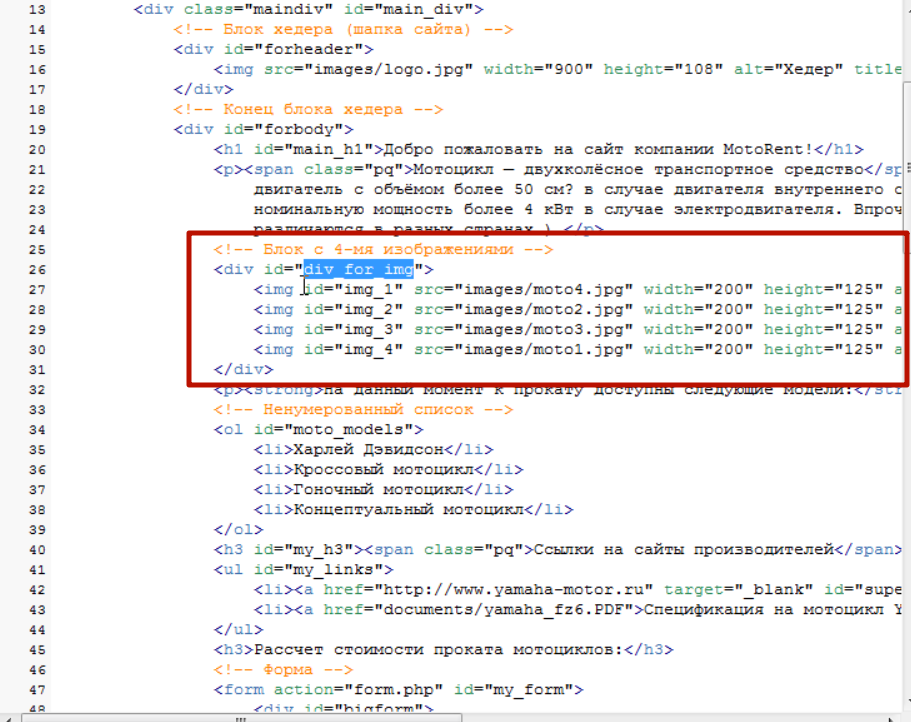 13 <div class="maindiv" id="main_div">
14 <!-- Блок хедера (шапка сайта) -->
15 <div id="forheader">
16 <img src="images/logo.jpg" width="900" height="108" alt="Хедер" title
17 </div>
18 <!-- Конец блока хедера -->
19 <div id="forbody">
20 <h1 id="main_h1">Добро пожаловать на сайт компании MotoRent!</h1>
21 <p><span class="pq">Мотоцикл — двухколёсное транспортное средство</sp
22 двигатель с объёмом более 50 см? в случае двигателя внутреннего с
23 номинальную мощность более 4 кВт в случае электродвигателя. Впроч
24 различаются в разных странах.) </p>
25 <!-- Блок с 4-мя изображениями -->
26 <div id="div_for_img">
27 <img id="img_1" src="images/moto4.jpg" width="200" height="125" a
28 <img id="img_2" src="images/moto2.jpg" width="200" height="125" a
29 <img id="img_3" src="images/moto3.jpg" width="200" height="125" a
30 <img id="img_4" src="images/moto1.jpg" width="200" height="125" a
31 </div>
32 <p><strong>На данный момент к прокату доступны следующие модели:</str
33 <!-- Ненумерованный список -->
34 <ol id="moto_models">
35 <li>Харлей Дэвидсон</li>
36 <li>Кроссовый мотоцикл</li>
37 <li>Гоночный мотоцикл</li>
38 <li>Концептуальный мотоцикл</li>
39 </ol>
40 <h3 id="my_h3"><span class="pq">Ссылки на сайты производителей</span>
41 <ul id="my_links">
42 <li><a href="http://www.yamaha-motor.ru" target="_blank" id="supe
43 <li><a href="documents/yamaha_fz6.PDF">Спецификация на мотоцикл Y
44 </ul>
45 <h3>Рассчет стоимости проката мотоциклов:</h3>
46 <!-- Форма -->
47 <form action="form.php" id="my_form">
48 <div id="bigform">